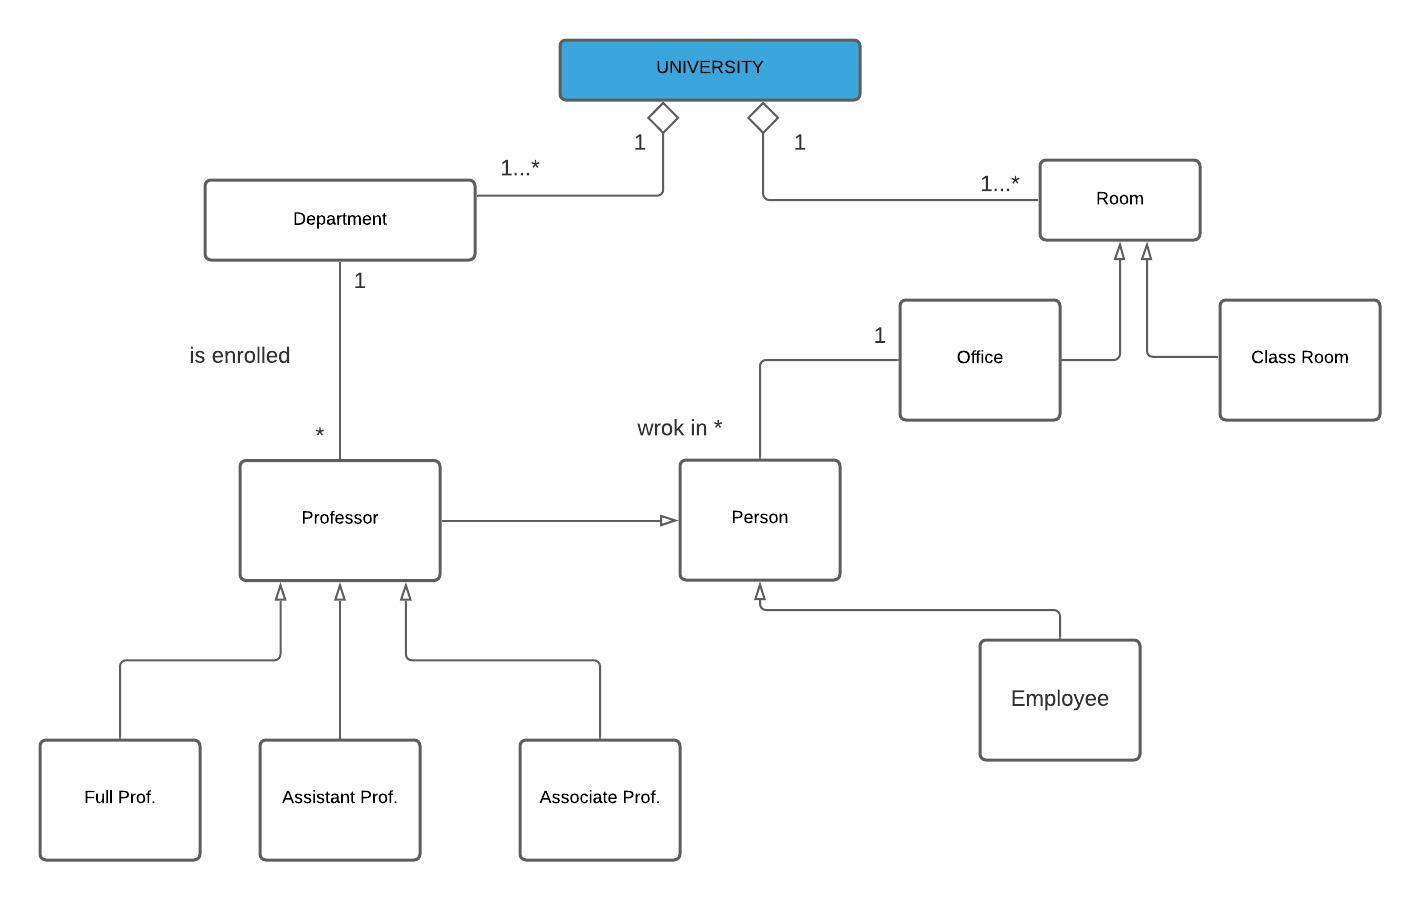 UNIVERSITY
1
1
1...*
1...*
Department
Room
1
is enrolled
1
Office
Class Room
*
wrok in *
Professor
Person
Employee
Full Prof.
Assistant Prof.
Associate Prof.